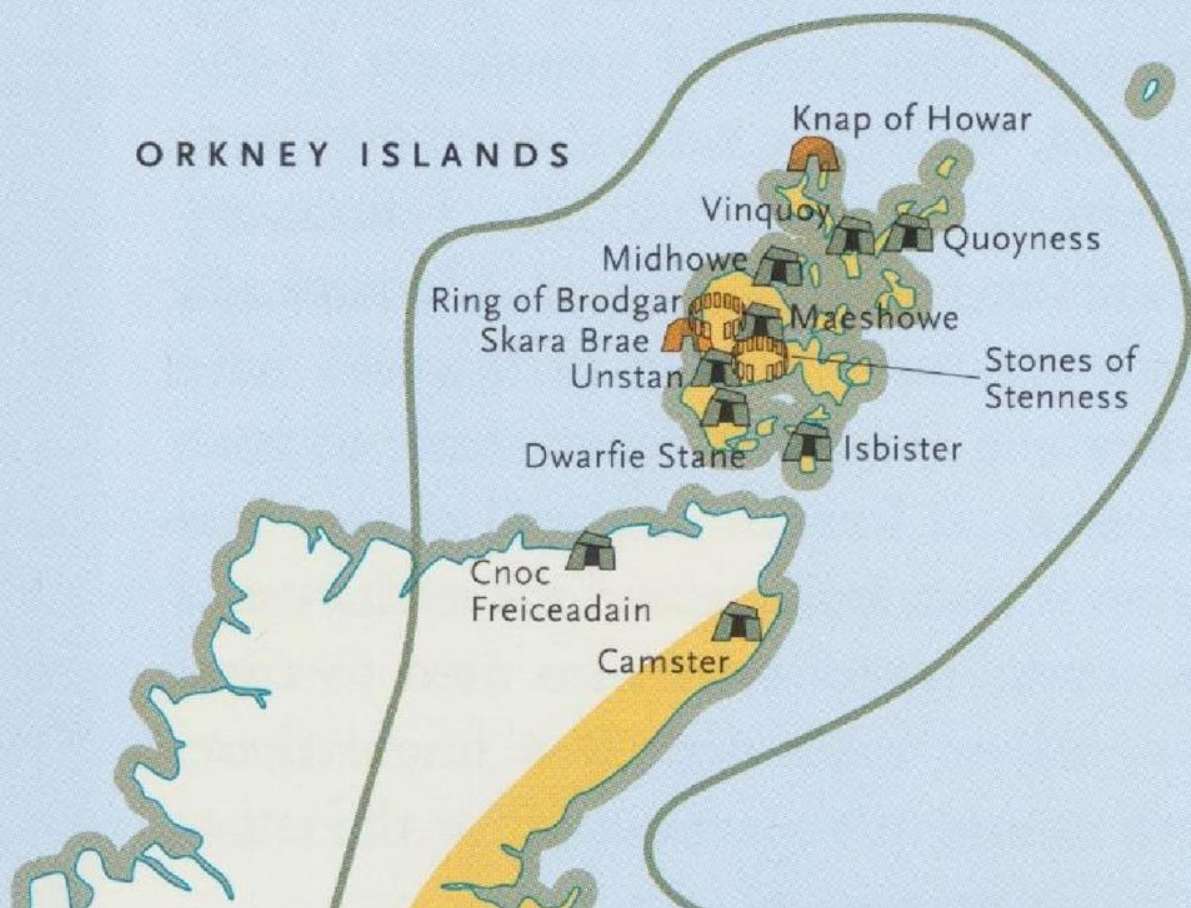 Knap of Howar
ORKNEY ISLANDS
Vinquoy
Quoyness
Midhowe
Ring of Brodgar
Maeshowe
Skara Brae
Unstan
Stones of
Stenness
Isbister
Dwarfie Stane
Cnoc
Freiceadain
Camster